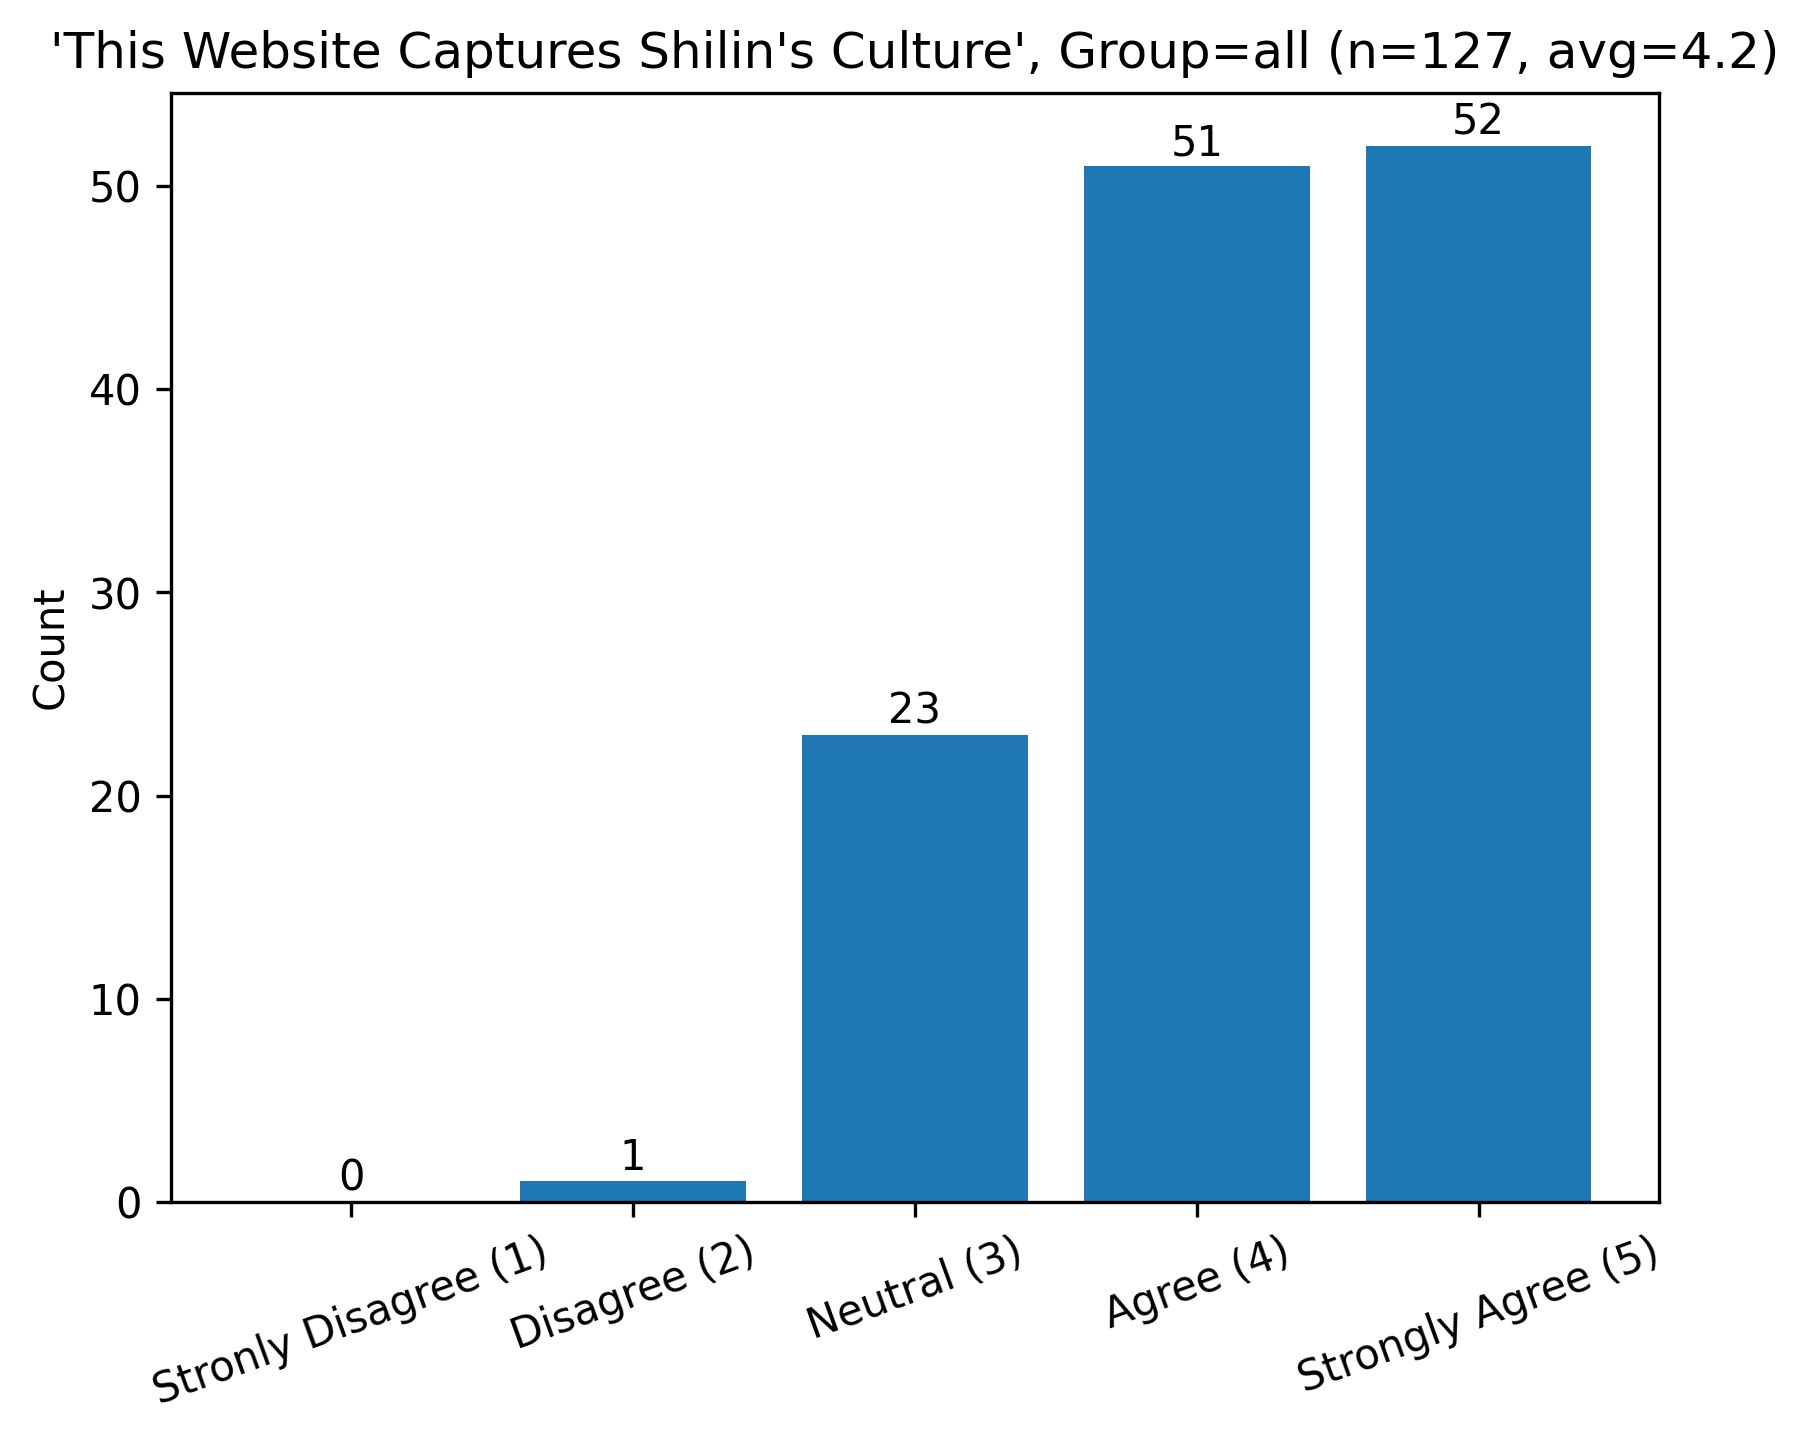 'This Website Captures Shilin's Culture', Group=all (n=127, avg=4.2)
52
51
50
40
30
Count
23
20
10
1
0
0
Stronly Disagree (1)
Disagree (2)
Neutral (3)
Agree (4)
Strongly Agree (5)